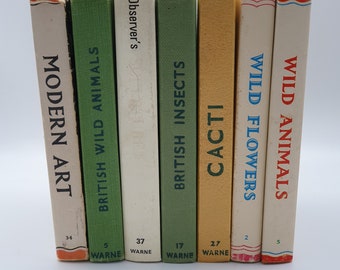 MODERN ART
34
BRITISH WILD ANIMALS
5
WARNE
Observer's
37
WARNE
BRITISH INSECTS
17
WARNE
CACTI
27
WARNE
WILD FLOWERS
2
WILD ANIMALS
5